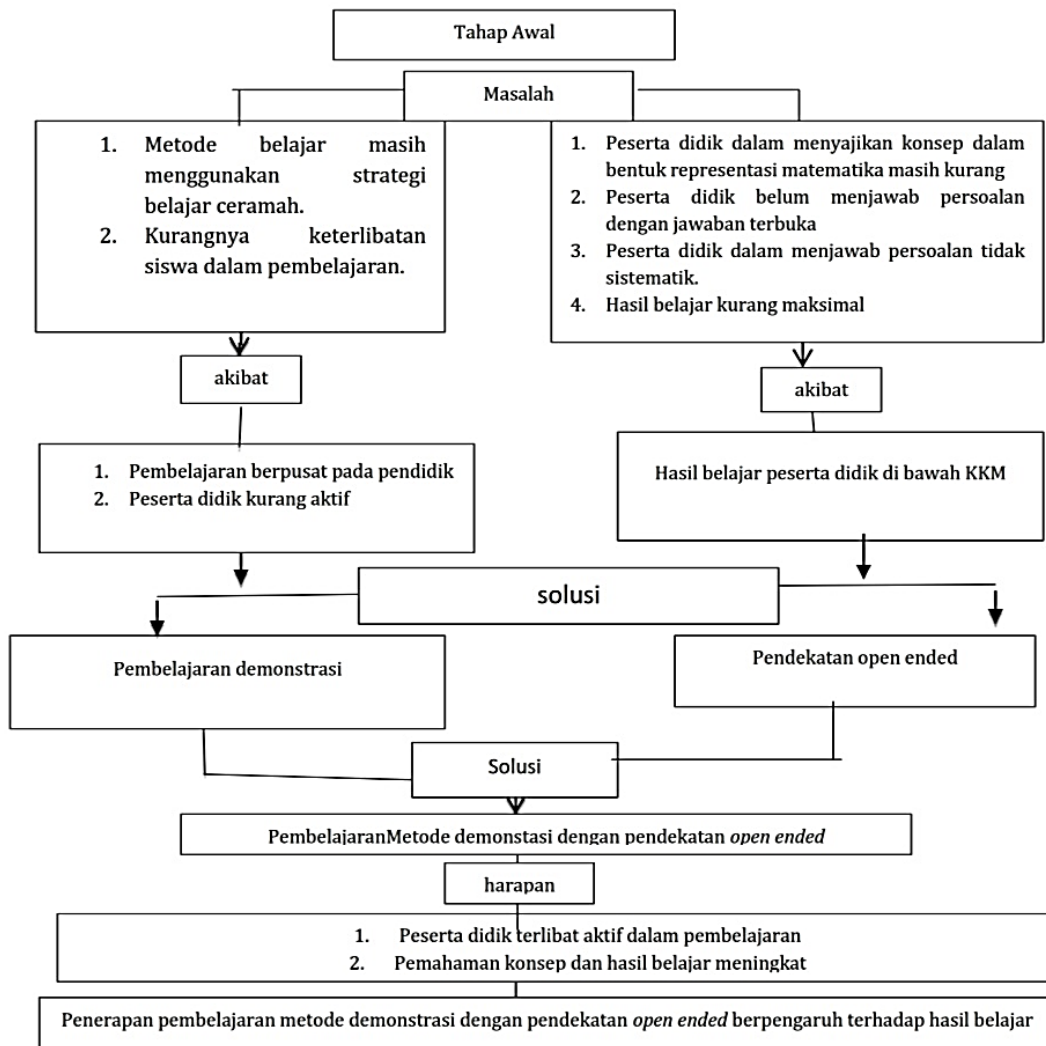 Tahap Awal
Masalah
1. Metode belajar masih
menggunakan strategi
belajar ceramah.
2. Kurangnya keterlibatan
siswa dalam pembelajaran.
1. Peserta didik dalam menyajikan konsep dalam
bentuk representasi matematika masih kurang
2. Peserta didik belum menjawab persoalan
dengan jawaban terbuka
3. Peserta didik dalam menjawab persoalan tidak
sistematik.
4. Hasil belajar kurang maksimal
akibat
akibat
1. Pembelajaran berpusat pada pendidik
2. Peserta didik kurang aktif
Hasil belajar peserta didik di bawah KKM
solusi
Pembelajaran demonstrasi
Pendekatan open ended
Solusi
PembelajaranMetode demonstasi dengan pendekatan open ended
harapan
1. Peserta didik terlibat aktif dalam pembelajaran
2. Pemahaman konsep dan hasil belajar meningkat
Penerapan pembelajaran metode demonstrasi dengan pendekatan open ended berpengaruh terhadap hasil belajar